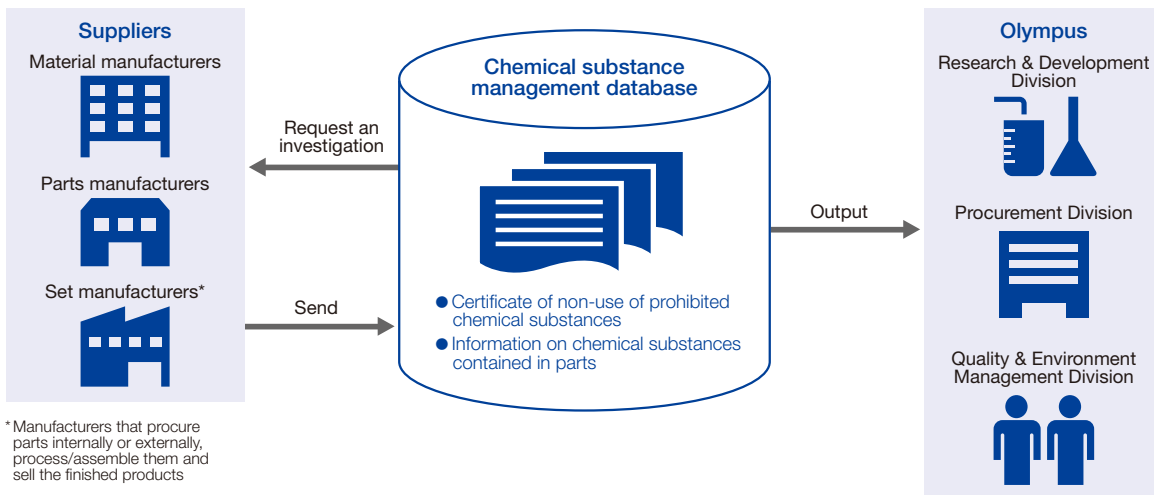 Suppliers
Material manufacturers
Parts manufacturers
Set manufacturers*
* Manufacturers that procure
parts internally or externally,
process/assemble them and
sell the finished products
Request an
investigation
Send
Chemical substance
management database
● Certificate of non-use of prohibited
chemical substances
● Information on chemical substances
contained in parts
Output
Olympus
Research & Development
Division
Procurement Division
Quality & Environment
Management Division